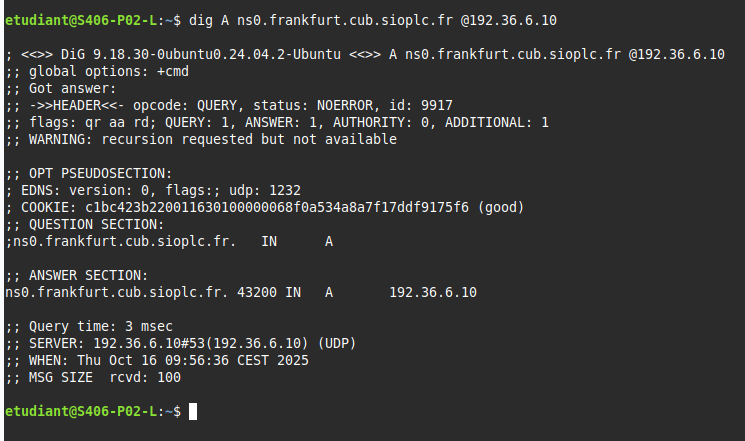 etudiant@S406-P02-L:~$ dig A ns0.frankfurt.cub.sioplc.fr @192.36.6.10

; <<>> DiG 9.18.30-0ubuntu0.24.04.2-Ubuntu <<>> A ns0.frankfurt.cub.sioplc.fr @192.36.6.10
;; global options: +cmd
;; Got answer:
;; ->>HEADER<<- opcode: QUERY, status: NOERROR, id: 9917
;; flags: qr aa rd; QUERY: 1, ANSWER: 1, AUTHORITY: 0, ADDITIONAL: 1
;; WARNING: recursion requested but not available

;; OPT PSEUDOSECTION:
; EDNS: version: 0, flags:; udp: 1232
; COOKIE: c1bc423b220011630100000068f0a534a8a7f17ddf9175f6 (good)
;; QUESTION SECTION:
;ns0.frankfurt.cub.sioplc.fr.   IN      A

;; ANSWER SECTION:
ns0.frankfurt.cub.sioplc.fr. 43200 IN   A       192.36.6.10

;; Query time: 3 msec
;; SERVER: 192.36.6.10#53(192.36.6.10) (UDP)
;; WHEN: Thu Oct 16 09:56:36 CEST 2025
;; MSG SIZE  rcvd: 100

etudiant@S406-P02-L:~$